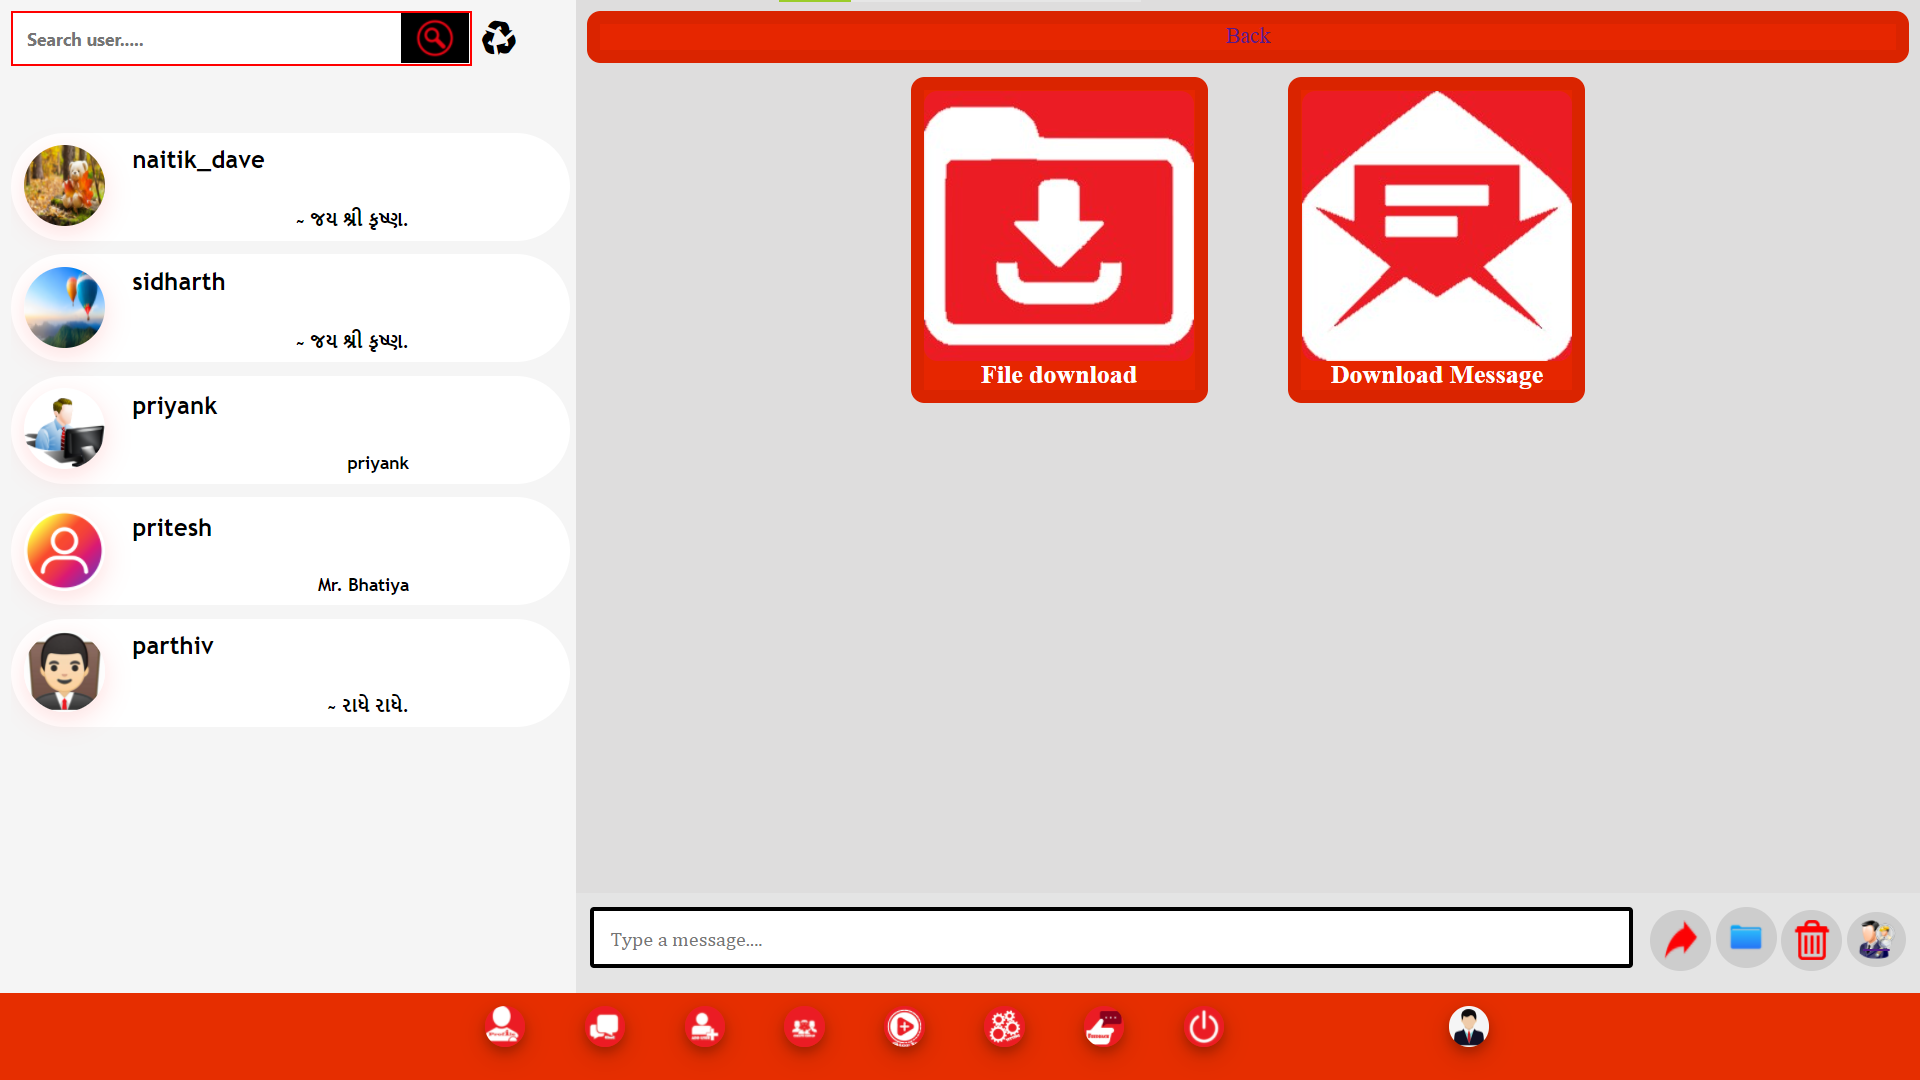 Search user.....
Back
naitik_dave
~ જય શ્રી કૃષ્ણ.
sidharth
~ જય શ્રી કૃષ્ણ.
priyank
priyank
pritesh
Mr. Bhatiya
parthiv
~ રાધે રાધે.
File download
Download Message
Type a message....